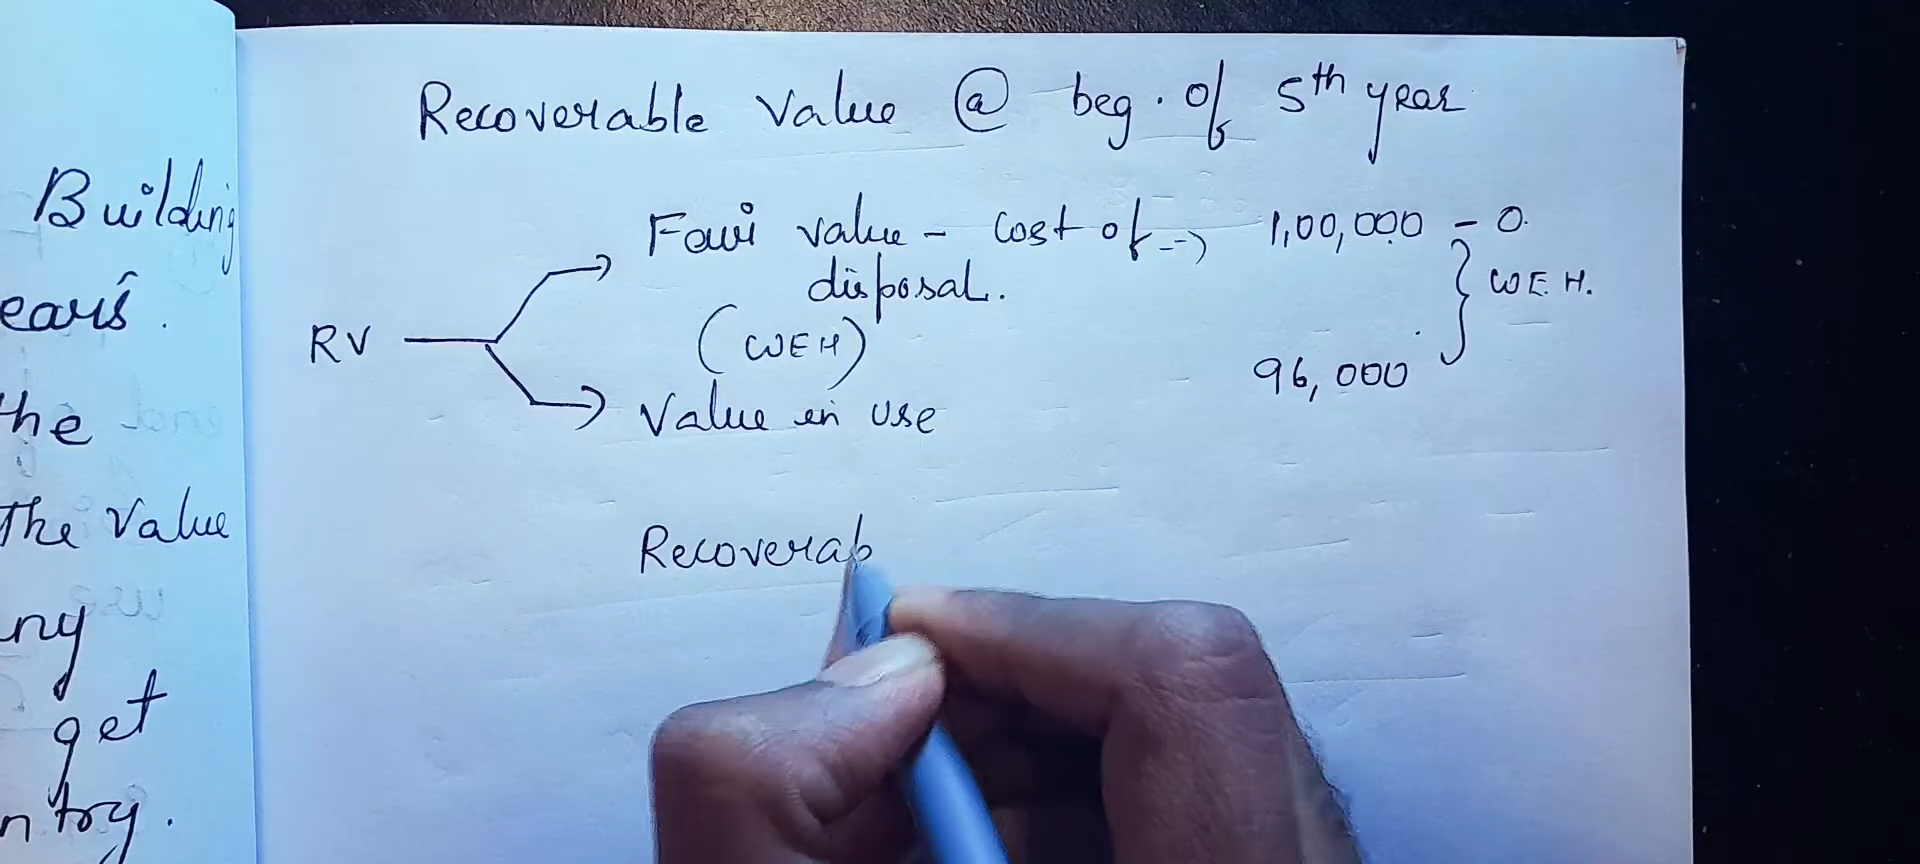 Building
ears.
the
The Value
ny
get
ntry.
Recoverable Value @ beg. of 5th year
Fair value - cost of --> 1,00,000 - 0.
disposal.
W.E.H.
RV
(WEH)
96,000
Value in use
Recoverab